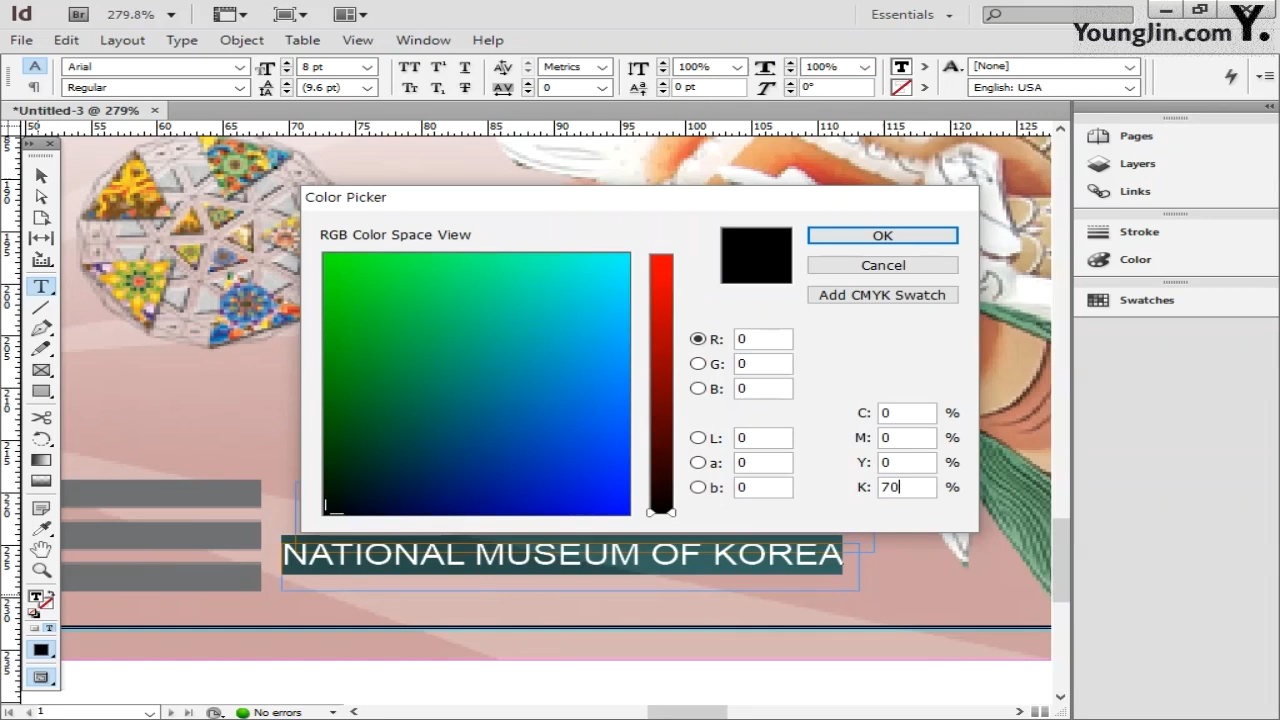 Id Br 279.8% Essentials
YoungJin.com Y.
File Edit Layout Type Object Table View Window Help
A Arial 8 pt Metrics 100% 100% [None]
Regular (9.6 pt) 0 0 pt 0° English: USA
*Untitled-3 @ 279%
50 55 60 65 70 75 80 85 90 95 100 105 110 115 120 125
Pages
Layers
Links
Stroke
Color
Swatches
Color Picker
RGB Color Space View
OK
Cancel
Add CMYK Swatch
R: 0
G: 0
B: 0
C: 0 %
L: 0 M: 0 %
a: 0 Y: 0 %
b: 0 K: 70 %
NATIONAL MUSEUM OF KOREA
1 No errors